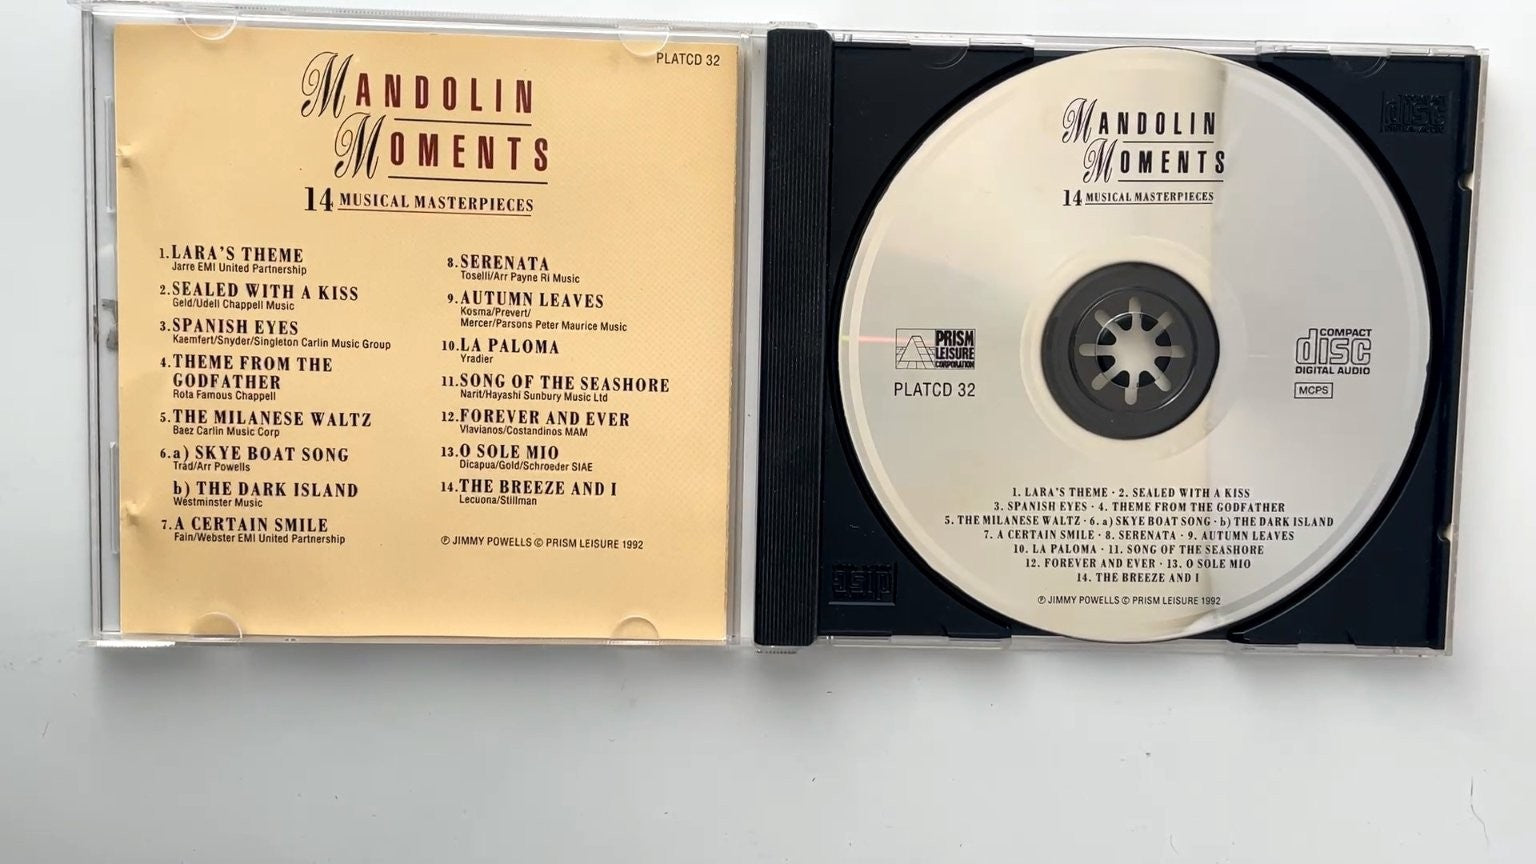 PLATCD 32
MANDOLIN
MOMENTS
14 MUSICAL MASTERPIECES
1. LARA'S THEME
Jarre EMI United Partnership
2. SEALED WITH A KISS
Geld/Udell Chappell Music
3. SPANISH EYES
Kaemfert/Snyder/Singleton Carlin Music Group
4. THEME FROM THE
GODFATHER
Rota Famous Chappell
5. THE MILANESE WALTZ
Baez Carlin Music Corp
6. a) SKYE BOAT SONG
Trad/Arr Powells
b) THE DARK ISLAND
Westminster Music
7. A CERTAIN SMILE
Fain/Webster EMI United Partnership
8. SERENATA
Toselli/Arr Payne Ri Music
9. AUTUMN LEAVES
Kosma/Prevert/
Mercer/Parsons Peter Maurice Music
10. LA PALOMA
Yradier
11. SONG OF THE SEASHORE
Narit/Hayashi Sunbury Music Ltd
12. FOREVER AND EVER
Vlavianos/Costandinos MAM
13. O SOLE MIO
Dicapua/Gold/Schroeder SIAE
14. THE BREEZE AND I
Lecuona/Stillman
℗ JIMMY POWELLS © PRISM LEISURE 1992
MANDOLIN
MOMENTS
14 MUSICAL MASTERPIECES
PRISM
LEISURE
CORPORATION
PLATCD 32
COMPACT
disc
DIGITAL AUDIO
MCPS
1. LARA'S THEME · 2. SEALED WITH A KISS
3. SPANISH EYES · 4. THEME FROM THE GODFATHER
5. THE MILANESE WALTZ · 6. a) SKYE BOAT SONG · b) THE DARK ISLAND
7. A CERTAIN SMILE · 8. SERENATA · 9. AUTUMN LEAVES
10. LA PALOMA · 11. SONG OF THE SEASHORE
12. FOREVER AND EVER · 13. O SOLE MIO
14. THE BREEZE AND I
℗ JIMMY POWELLS © PRISM LEISURE 1992
disc
disc